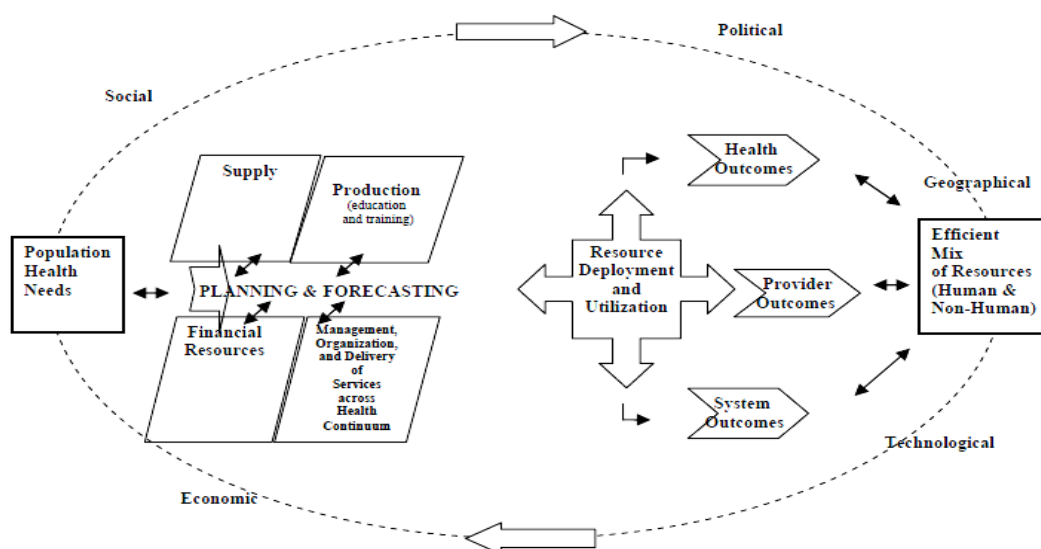 Political
Social
Supply
Production
(education
and training)
Health
Outcomes
Geographical
Population
Health
Needs
PLANNING & FORECASTING
Resource
Deployment
and
Utilization
Provider
Outcomes
Efficient
Mix
of Resources
(Human &
Non-Human)
Financial
Resources
Management,
Organization,
and Delivery
of
Services
across
Health
Continuum
System
Outcomes
Technological
Economic